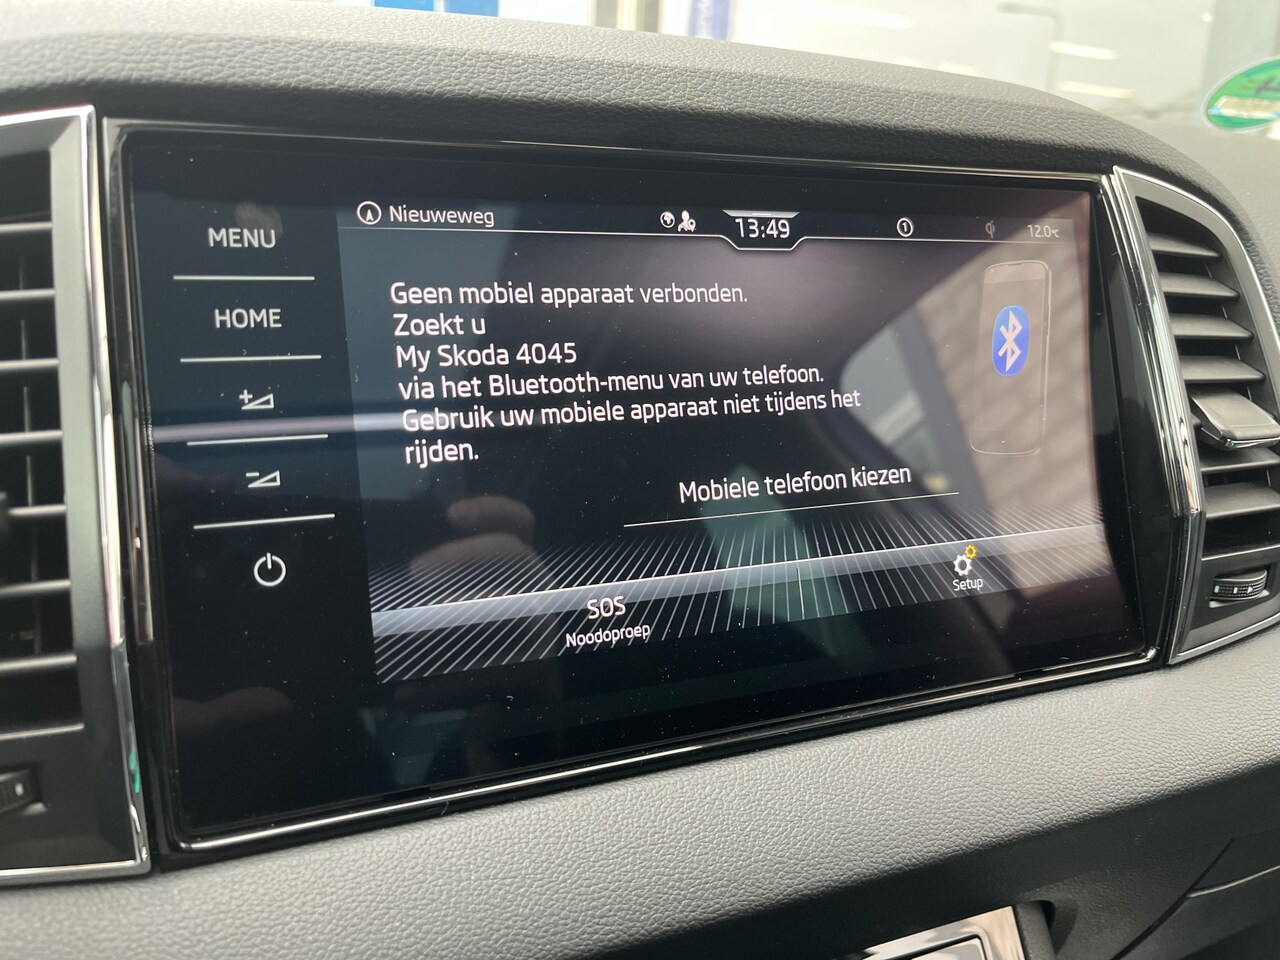 Nieuweweg
13:49
1
12.0°C
MENU
HOME
Geen mobiel apparaat verbonden.
Zoekt u
My Skoda 4045
via het Bluetooth-menu van uw telefoon.
Gebruik uw mobiele apparaat niet tijdens het
rijden.
Mobiele telefoon kiezen
SOS
Noodoproep
Setup